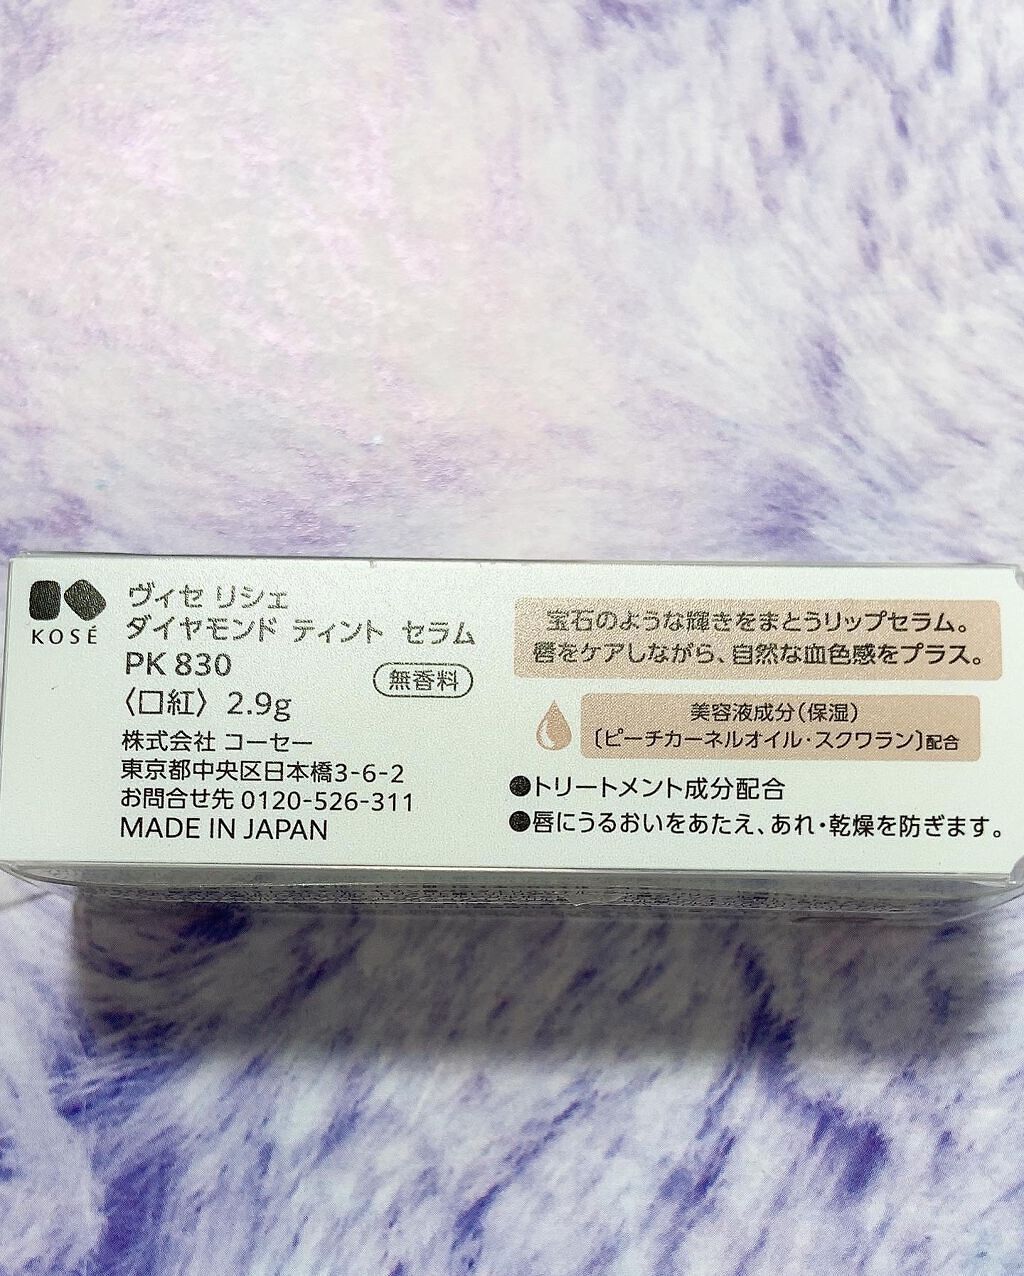 KOSÉ
ヴィセ リシェ
ダイヤモンド ティント セラム
PK 830
無香料
〈口紅〉 2.9g
株式会社 コーセー
東京都中央区日本橋3-6-2
お問合せ先 0120-526-311
MADE IN JAPAN
宝石のような輝きをまとうリップセラム。
唇をケアしながら、自然な血色感をプラス。
美容液成分(保湿)
〔ピーチカーネルオイル・スクワラン〕配合
●トリートメント成分配合
●唇にうるおいをあたえ、あれ・乾燥を防ぎます。